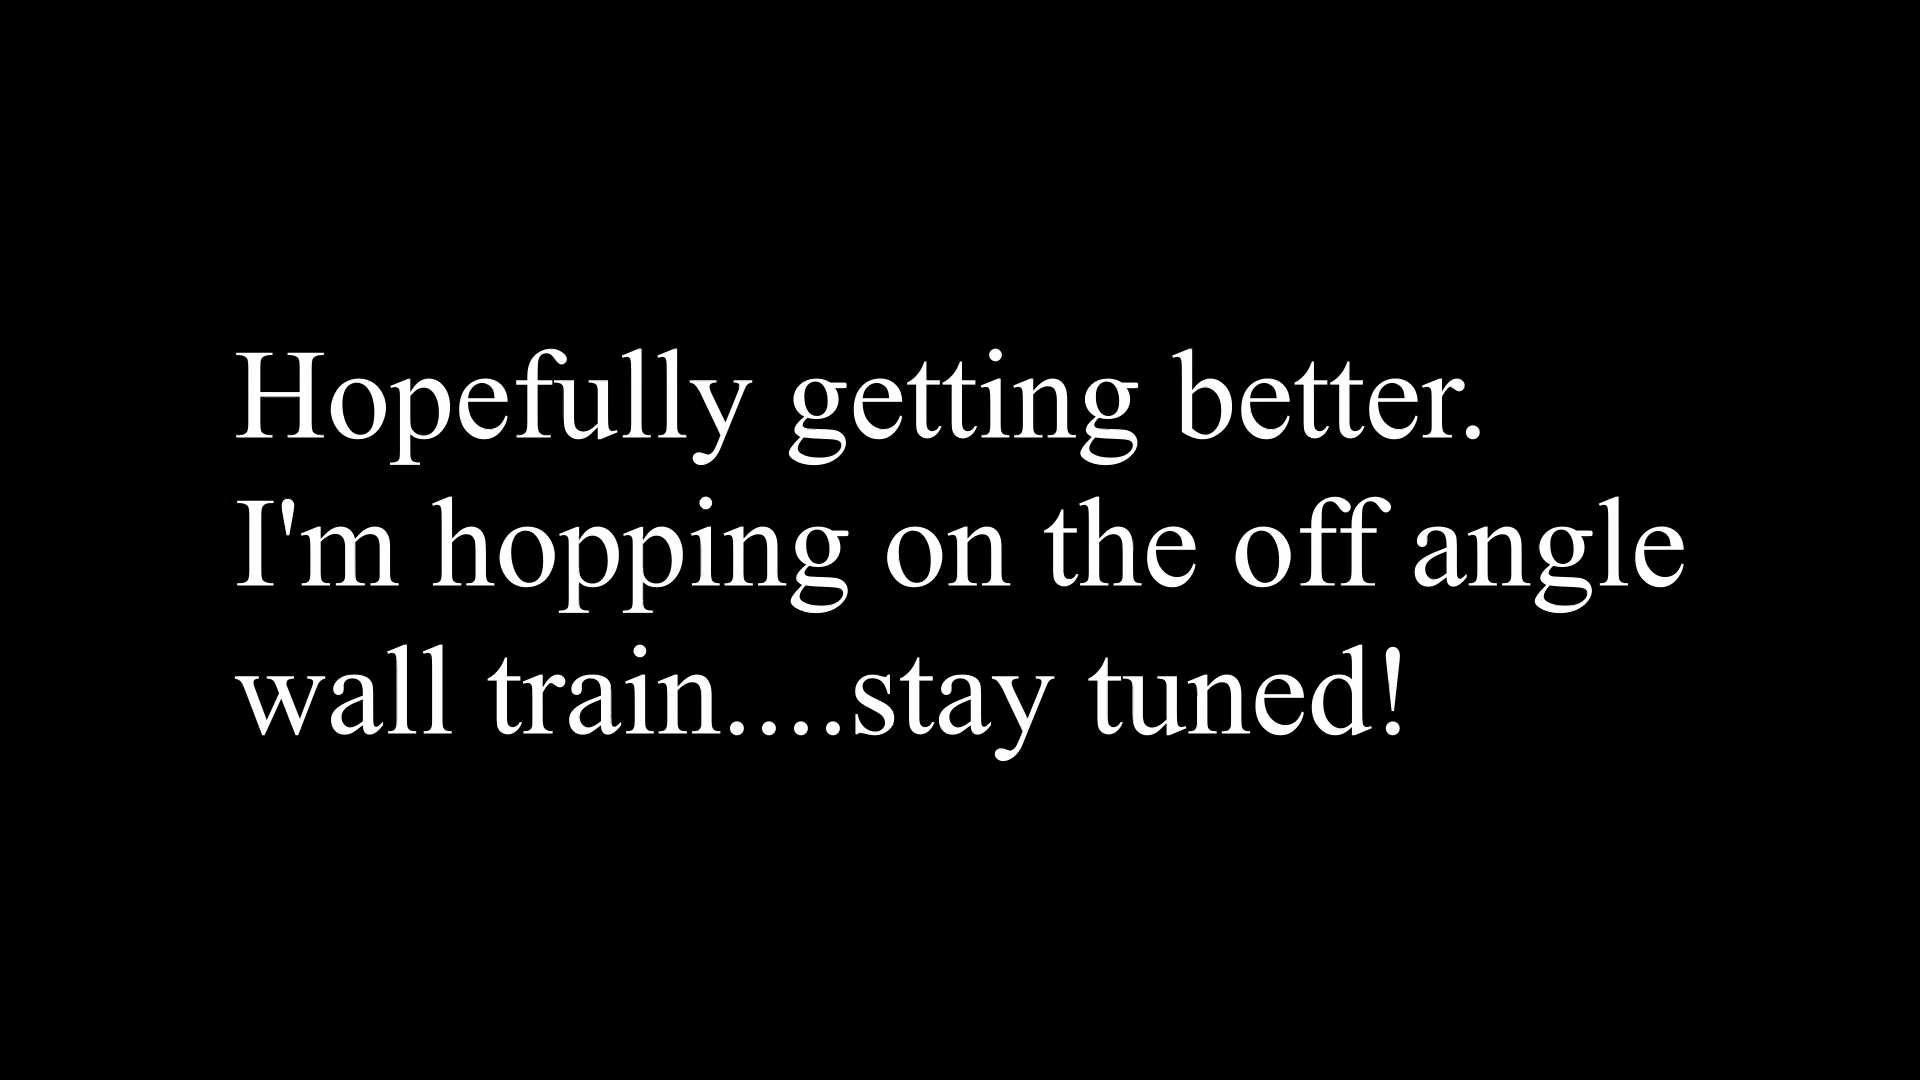 Hopefully getting better.
I'm hopping on the off angle
wall train....stay tuned!